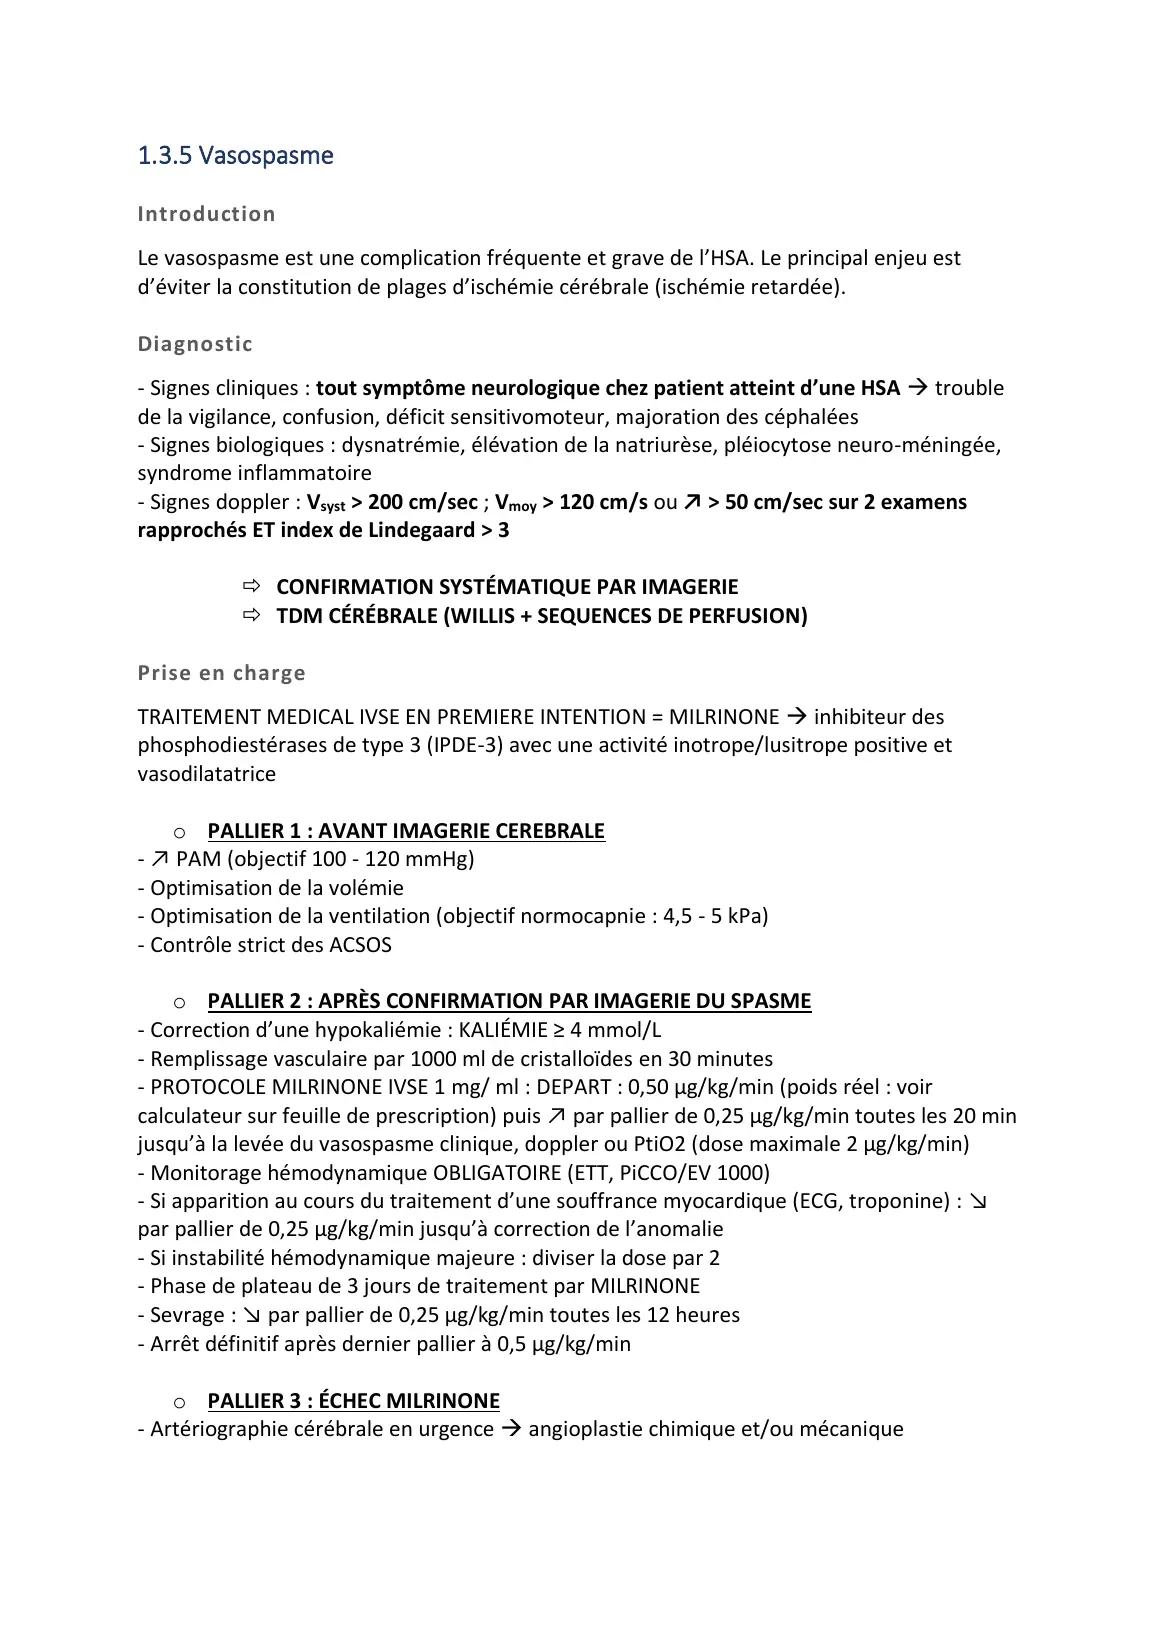 1.3.5 Vasospasme
Introduction
Le vasospasme est une complication fréquente et grave de l’HSA. Le principal enjeu est
d’éviter la constitution de plages d’ischémie cérébrale (ischémie retardée).
Diagnostic
- Signes cliniques : tout symptôme neurologique chez patient atteint d’une HSA → trouble
de la vigilance, confusion, déficit sensitivomoteur, majoration des céphalées
- Signes biologiques : dysnatrémie, élévation de la natriurèse, pléiocytose neuro-méningée,
syndrome inflammatoire
- Signes doppler : Vsyst > 200 cm/sec ; Vmoy > 120 cm/s ou ↗ > 50 cm/sec sur 2 examens
rapprochés ET index de Lindegaard > 3
⇨ CONFIRMATION SYSTÉMATIQUE PAR IMAGERIE
⇨ TDM CÉRÉBRALE (WILLIS + SEQUENCES DE PERFUSION)
Prise en charge
TRAITEMENT MEDICAL IVSE EN PREMIERE INTENTION = MILRINONE → inhibiteur des
phosphodiestérases de type 3 (IPDE-3) avec une activité inotrope/lusitrope positive et
vasodilatatrice
o PALLIER 1 : AVANT IMAGERIE CEREBRALE
- ↗ PAM (objectif 100 - 120 mmHg)
- Optimisation de la volémie
- Optimisation de la ventilation (objectif normocapnie : 4,5 - 5 kPa)
- Contrôle strict des ACSOS
o PALLIER 2 : APRÈS CONFIRMATION PAR IMAGERIE DU SPASME
- Correction d’une hypokaliémie : KALIÉMIE ≥ 4 mmol/L
- Remplissage vasculaire par 1000 ml de cristalloïdes en 30 minutes
- PROTOCOLE MILRINONE IVSE 1 mg/ ml : DEPART : 0,50 μg/kg/min (poids réel : voir
calculateur sur feuille de prescription) puis ↗ par pallier de 0,25 μg/kg/min toutes les 20 min
jusqu’à la levée du vasospasme clinique, doppler ou PtiO2 (dose maximale 2 μg/kg/min)
- Monitorage hémodynamique OBLIGATOIRE (ETT, PiCCO/EV 1000)
- Si apparition au cours du traitement d’une souffrance myocardique (ECG, troponine) : ↘
par pallier de 0,25 μg/kg/min jusqu’à correction de l’anomalie
- Si instabilité hémodynamique majeure : diviser la dose par 2
- Phase de plateau de 3 jours de traitement par MILRINONE
- Sevrage : ↘ par pallier de 0,25 μg/kg/min toutes les 12 heures
- Arrêt définitif après dernier pallier à 0,5 μg/kg/min
o PALLIER 3 : ÉCHEC MILRINONE
- Artériographie cérébrale en urgence → angioplastie chimique et/ou mécanique